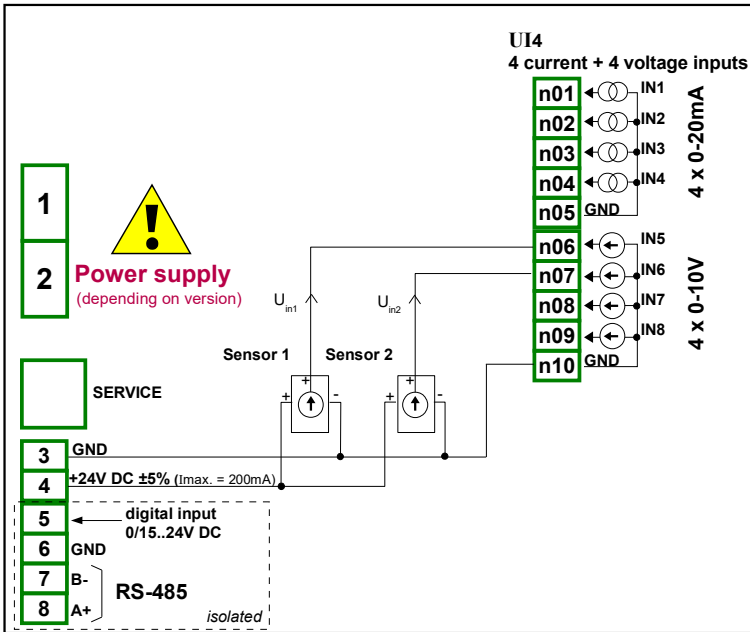 UI4
4 current + 4 voltage inputs
n01
IN1
n02
IN2
n03
IN3
n04
IN4
n05
GND
4 x 0-20mA
n06
IN5
n07
IN6
n08
IN7
n09
IN8
n10
GND
4 x 0-10V
1
2
!
Power supply
(depending on version)
Uin1
Uin2
Sensor 1
Sensor 2
+
+
-
+
+
-
SERVICE
3
GND
4
+24V DC ±5% (Imax. = 200mA)
5
digital input
0/15..24V DC
6
GND
7
B-
8
A+
RS-485
isolated